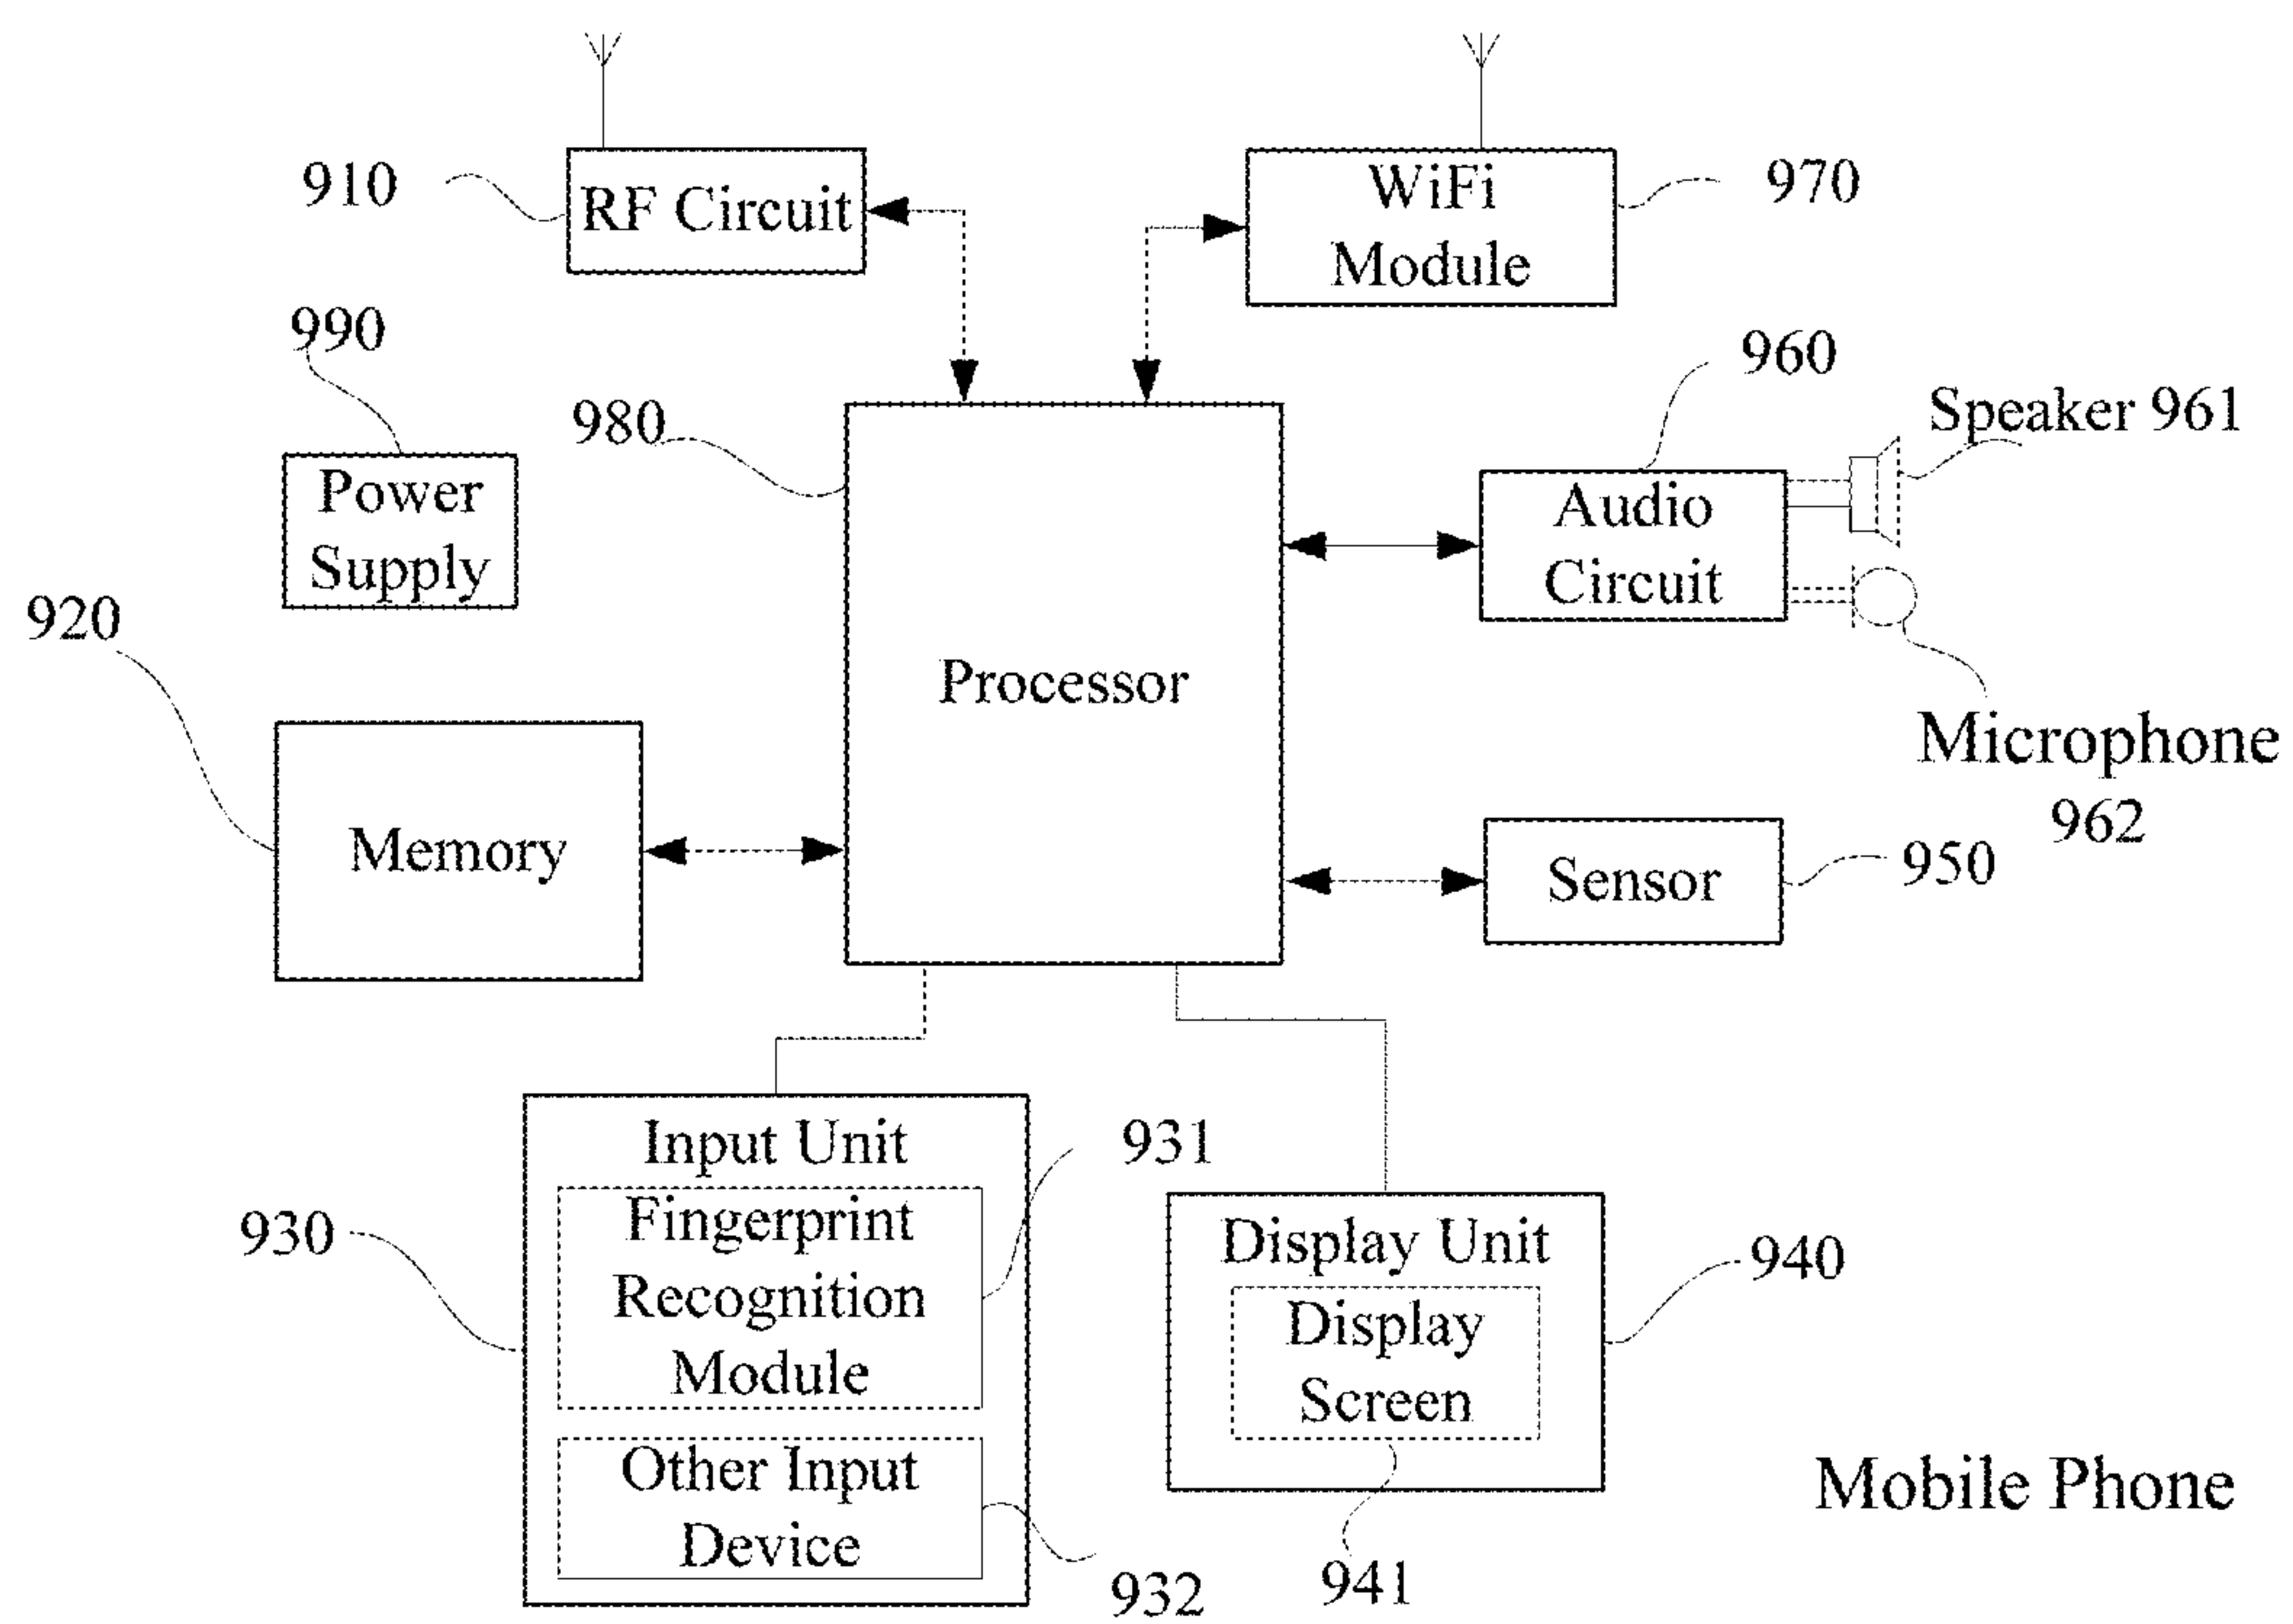 910
RF Circuit
WiFi
Module
970
990
980
960
Speaker 961
Power
Supply
Audio
Circuit
920
Processor
Microphone
962
Memory
Sensor
950
Input Unit
931
Fingerprint
Recognition
Module
930
Display Unit
940
Display
Screen
Other Input
Device
932
941
Mobile Phone